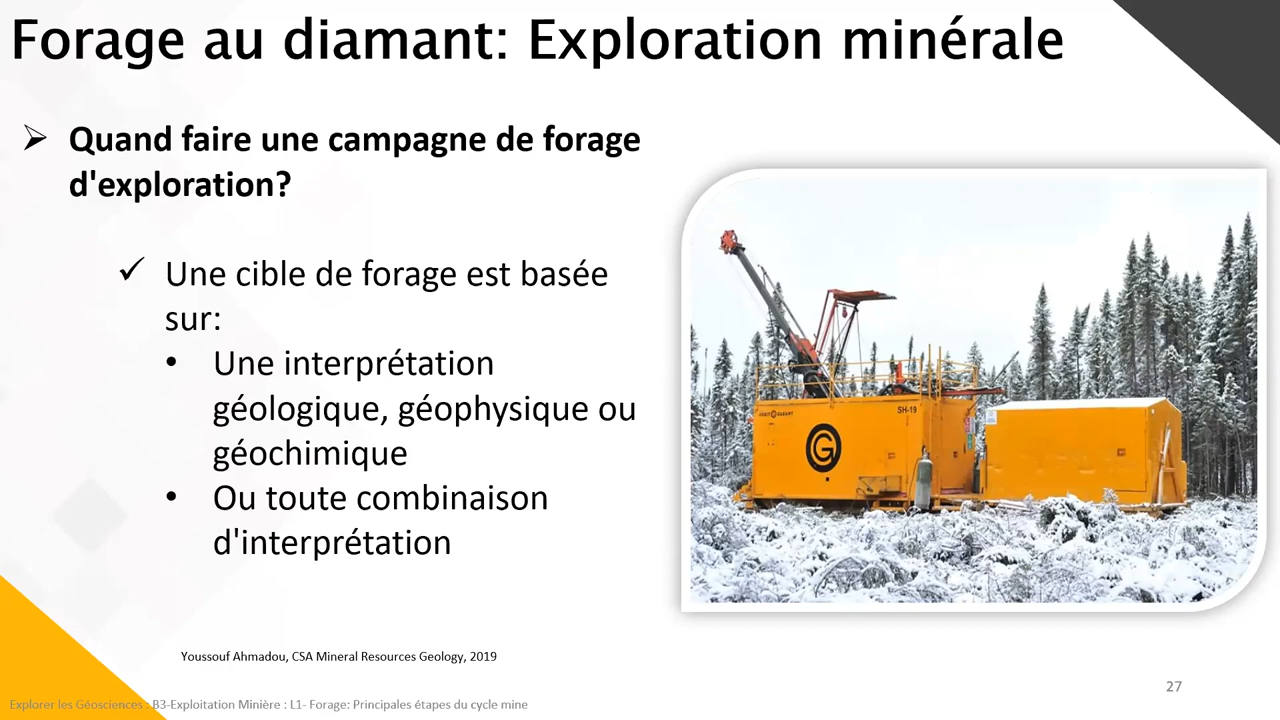 Forage au diamant: Exploration minérale
Quand faire une campagne de forage
d'exploration?
Une cible de forage est basée
sur:
Une interprétation
géologique, géophysique ou
géochimique
Ou toute combinaison
d'interprétation
SH-19
G
Youssouf Ahmadou, CSA Mineral Resources Geology, 2019
27
Explorer les Géosciences : B3-Exploitation Minière : L1- Forage: Principales étapes du cycle mine